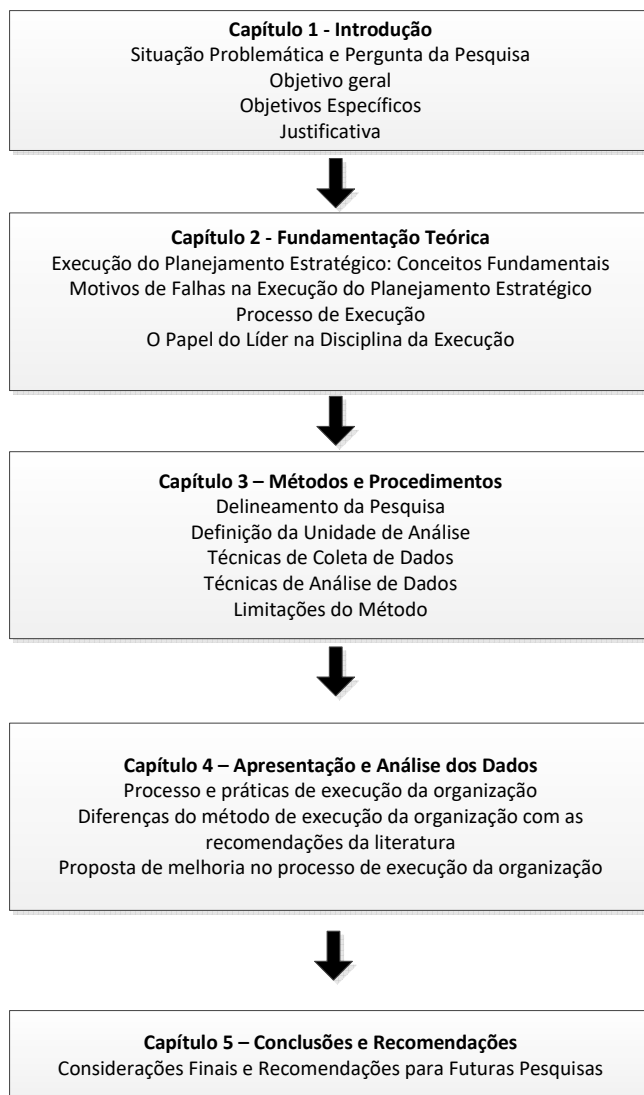 Capítulo 1 - Introdução
Situação Problemática e Pergunta da Pesquisa
Objetivo geral
Objetivos Específicos
Justificativa
Capítulo 2 - Fundamentação Teórica
Execução do Planejamento Estratégico: Conceitos Fundamentais
Motivos de Falhas na Execução do Planejamento Estratégico
Processo de Execução
O Papel do Líder na Disciplina da Execução
Capítulo 3 – Métodos e Procedimentos
Delineamento da Pesquisa
Definição da Unidade de Análise
Técnicas de Coleta de Dados
Técnicas de Análise de Dados
Limitações do Método
Capítulo 4 – Apresentação e Análise dos Dados
Processo e práticas de execução da organização
Diferenças do método de execução da organização com as
recomendações da literatura
Proposta de melhoria no processo de execução da organização
Capítulo 5 – Conclusões e Recomendações
Considerações Finais e Recomendações para Futuras Pesquisas